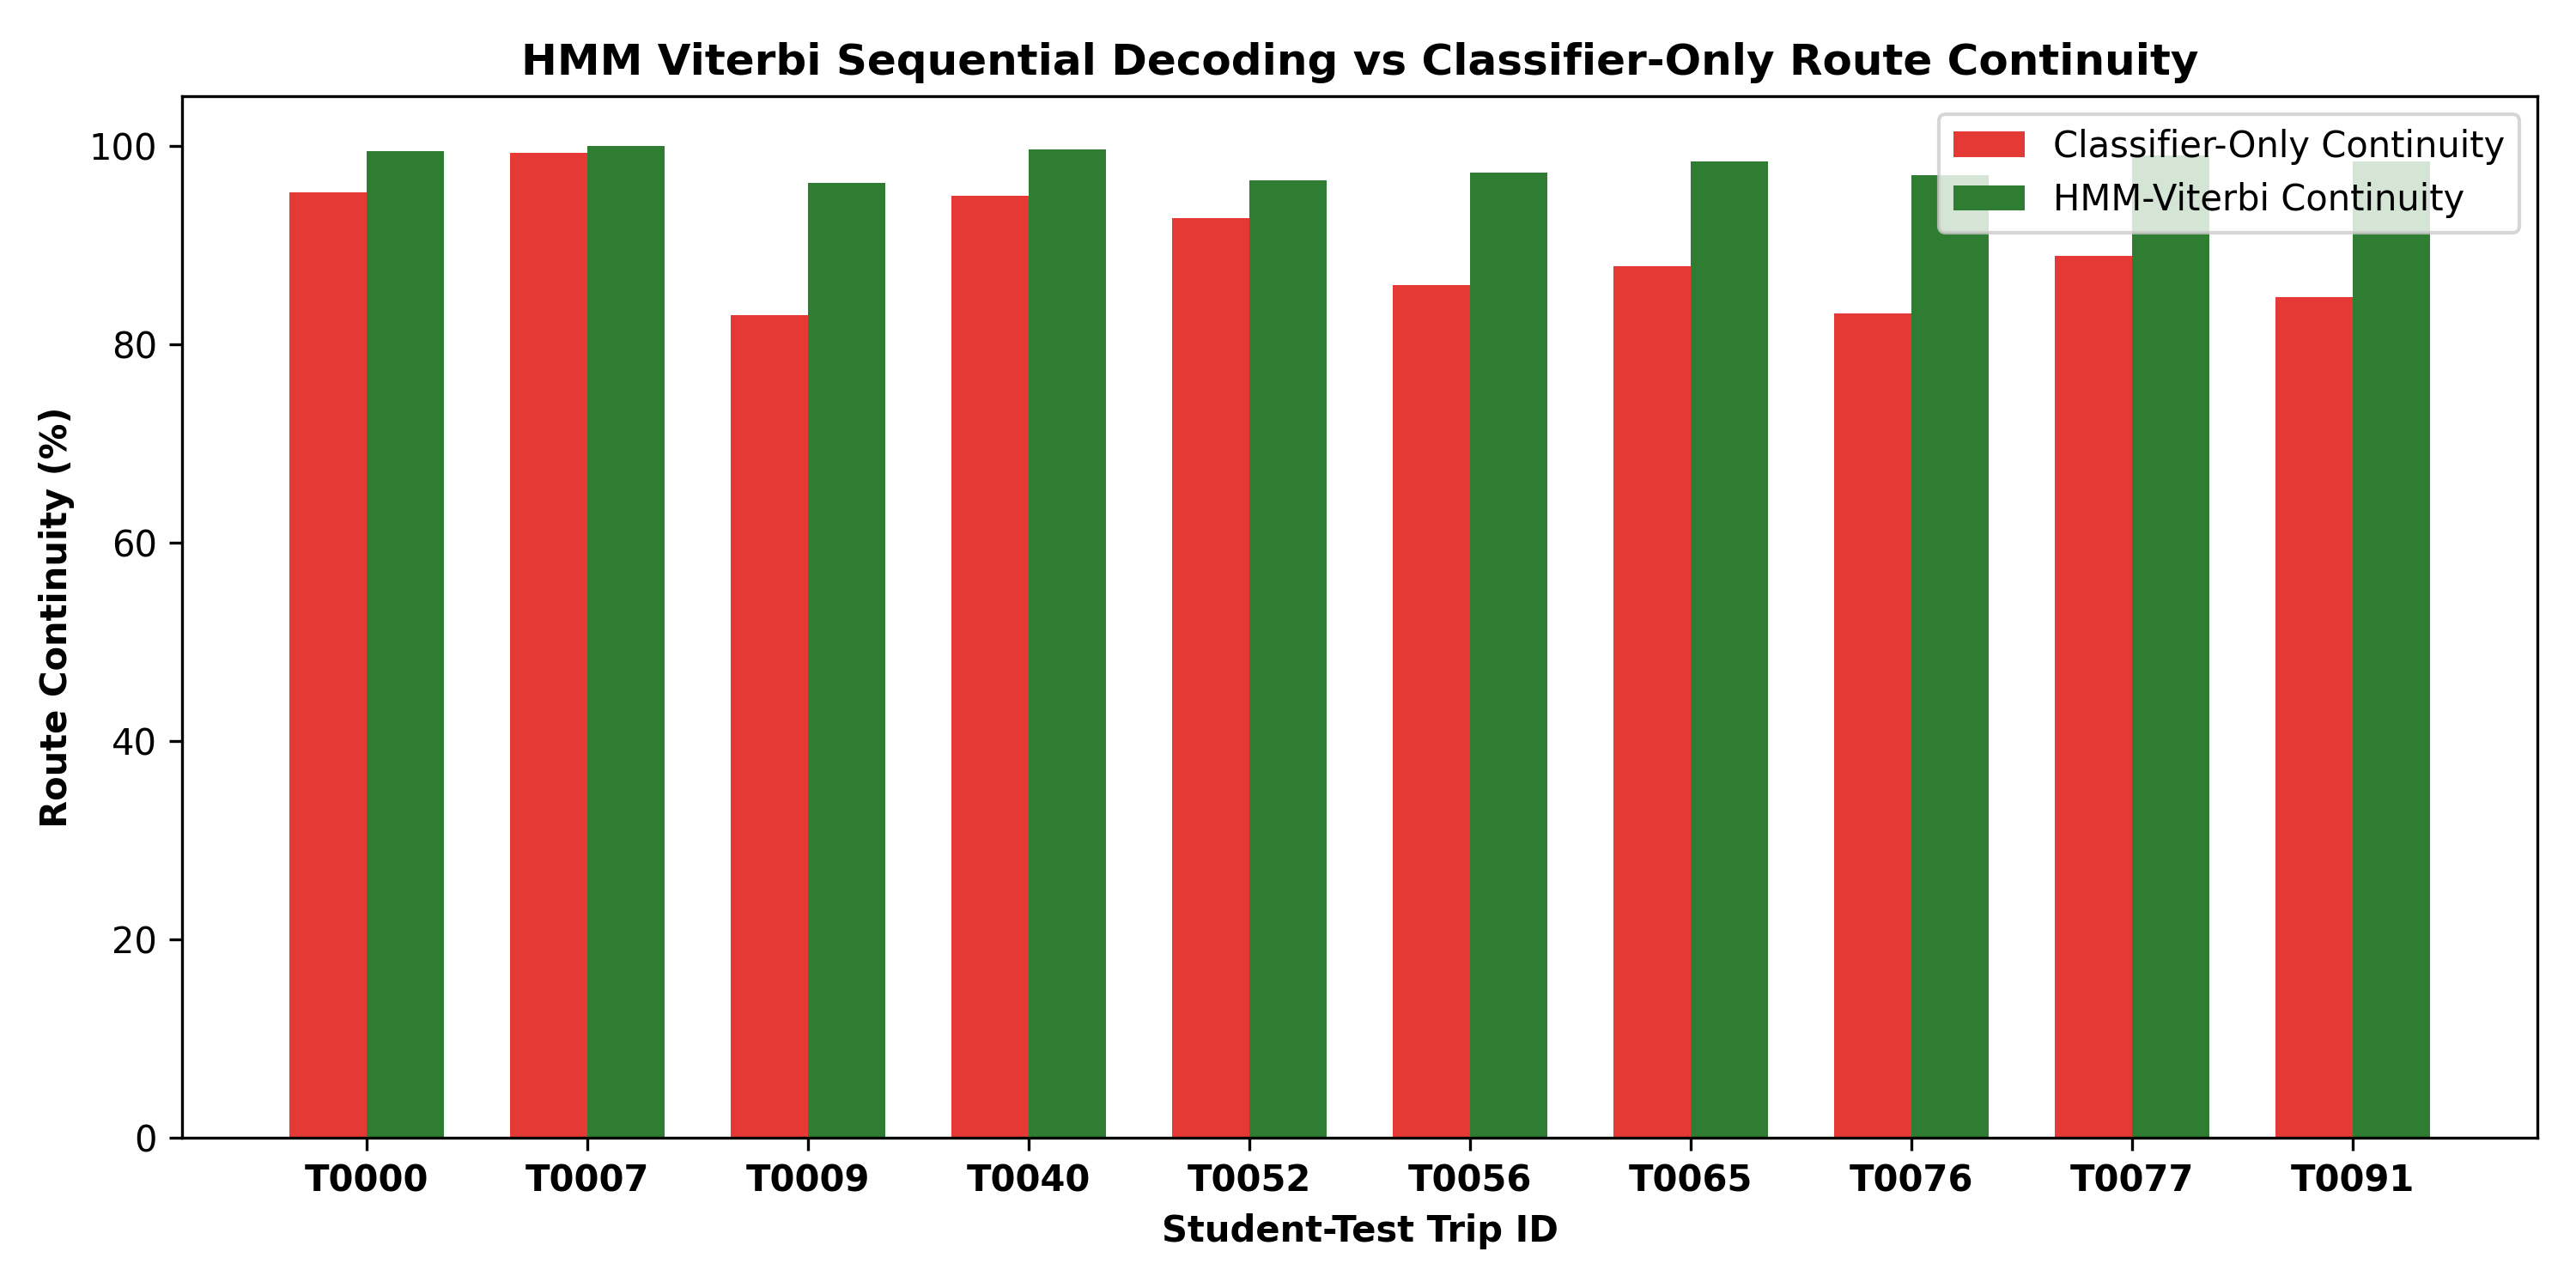 HMM Viterbi Sequential Decoding vs Classifier-Only Route Continuity
Classifier-Only Continuity
HMM-Viterbi Continuity
Route Continuity (%)
100
80
60
40
20
0
T0000 T0007 T0009 T0040 T0052 T0056 T0065 T0076 T0077 T0091
Student-Test Trip ID